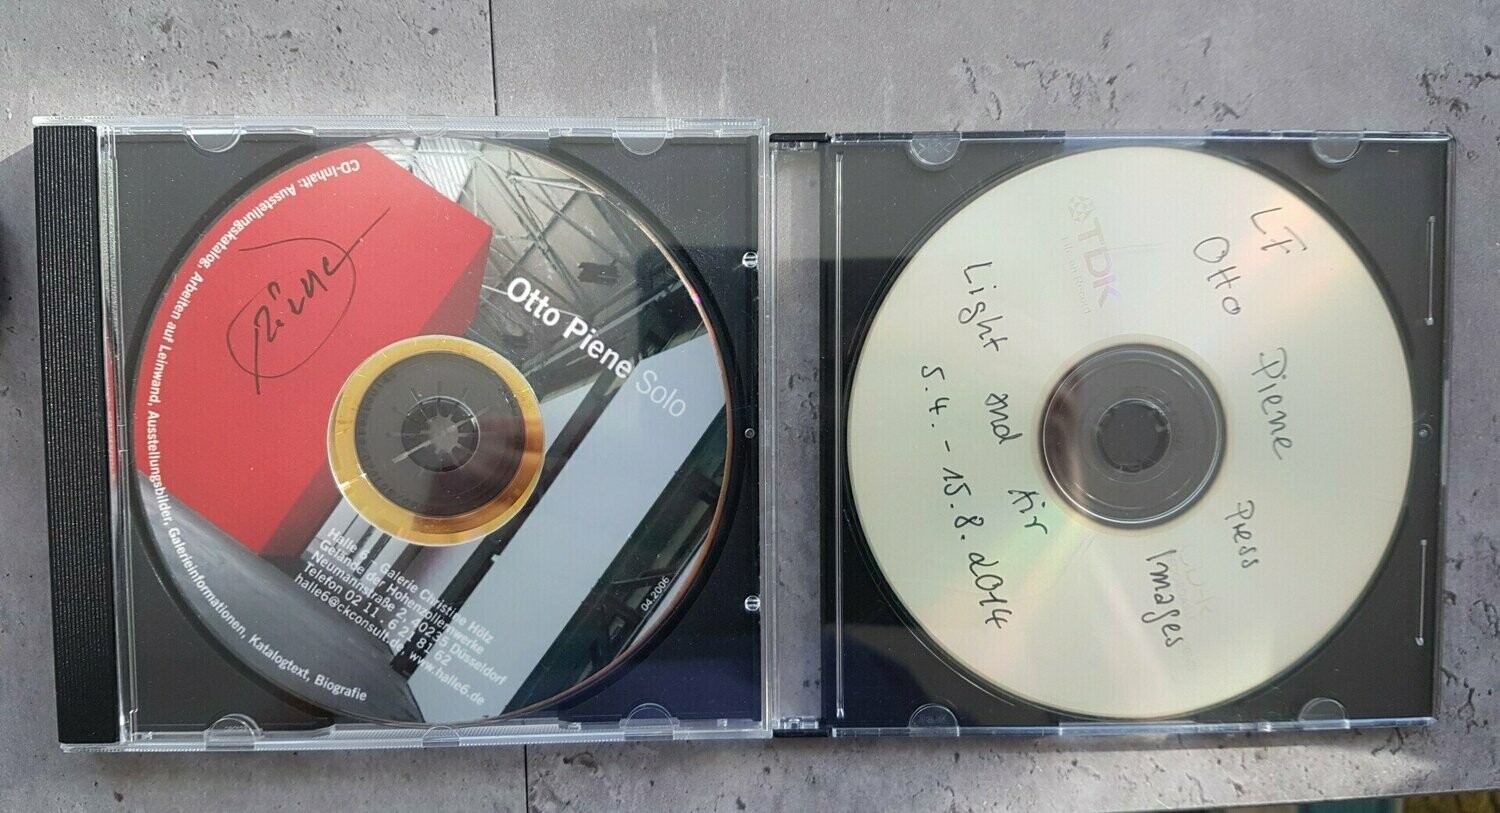 CD-Inhalt: Ausstellungskatalog, Arbeiten auf Leinwand, Ausstellungsbilder, Galerieinformationen, Katalogtext, Biografie
Piene
Otto Piene Solo
Halle 6 - Galerie Christine Hölz
Gelände der Hohenzollernwerke
Neumannstraße 2, 40235 Düsseldorf
Telefon 02 11 . 6 21 81 62
halle6@ckconsult.de, www.halle6.de
04.2006
TDK
LF
Otto Piene Press Images
Light and Air
5.4. - 15.8.2014